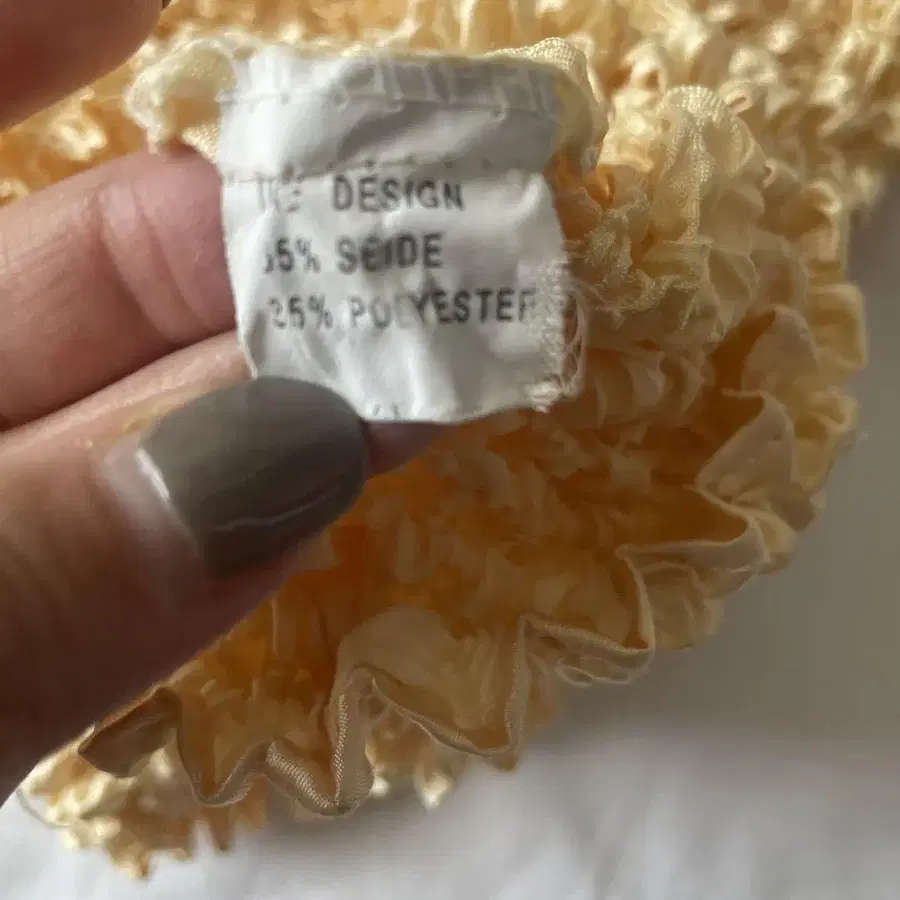 DESIGN
5% SEIDE
25% POLYESTER